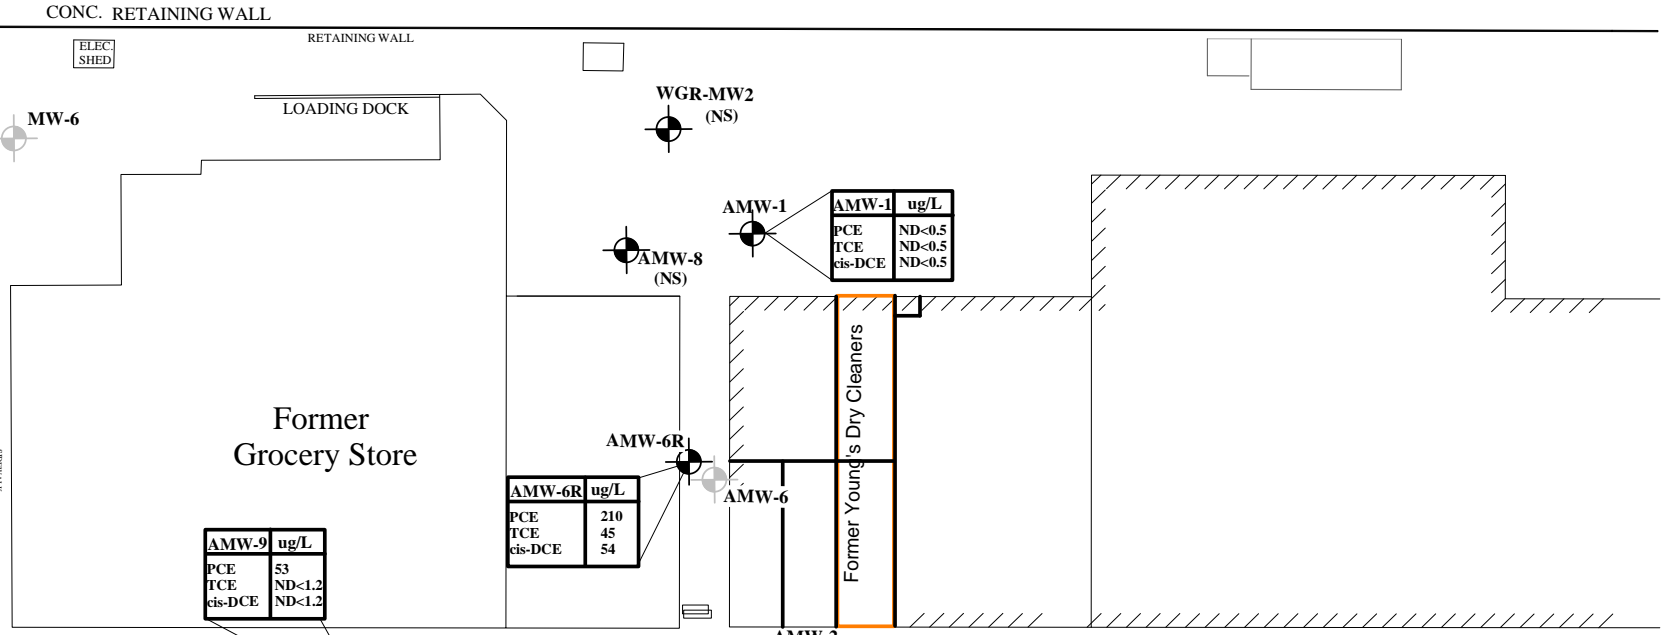 CONC. RETAINING WALL
RETAINING WALL
ELEC.
SHED
LOADING DOCK
MW-6
WGR-MW2
(NS)
AMW-1
AMW-1 ug/L
PCE ND<0.5
TCE ND<0.5
cis-DCE ND<0.5
AMW-8
(NS)
Former Young's Dry Cleaners
Former
Grocery Store
AMW-6R
AMW-6R ug/L
PCE 210
TCE 45
cis-DCE 54
AMW-6
AMW-9 ug/L
PCE 53
TCE ND<1.2
cis-DCE ND<1.2